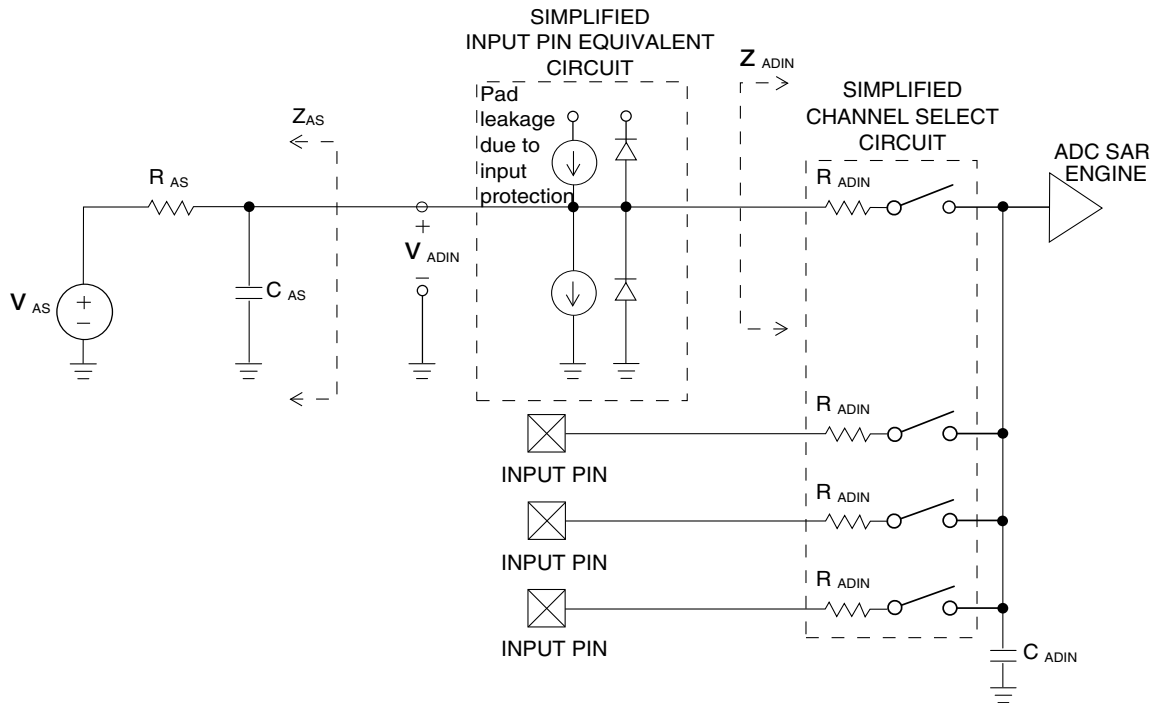 SIMPLIFIED
INPUT PIN EQUIVALENT
CIRCUIT
Pad
leakage
due to
input
protection
Z ADIN
SIMPLIFIED
CHANNEL SELECT
CIRCUIT
ADC SAR
ENGINE
ZAS
R AS
R ADIN
+
V ADIN
–
C AS
V AS
+
–
R ADIN
INPUT PIN
R ADIN
INPUT PIN
R ADIN
INPUT PIN
C ADIN